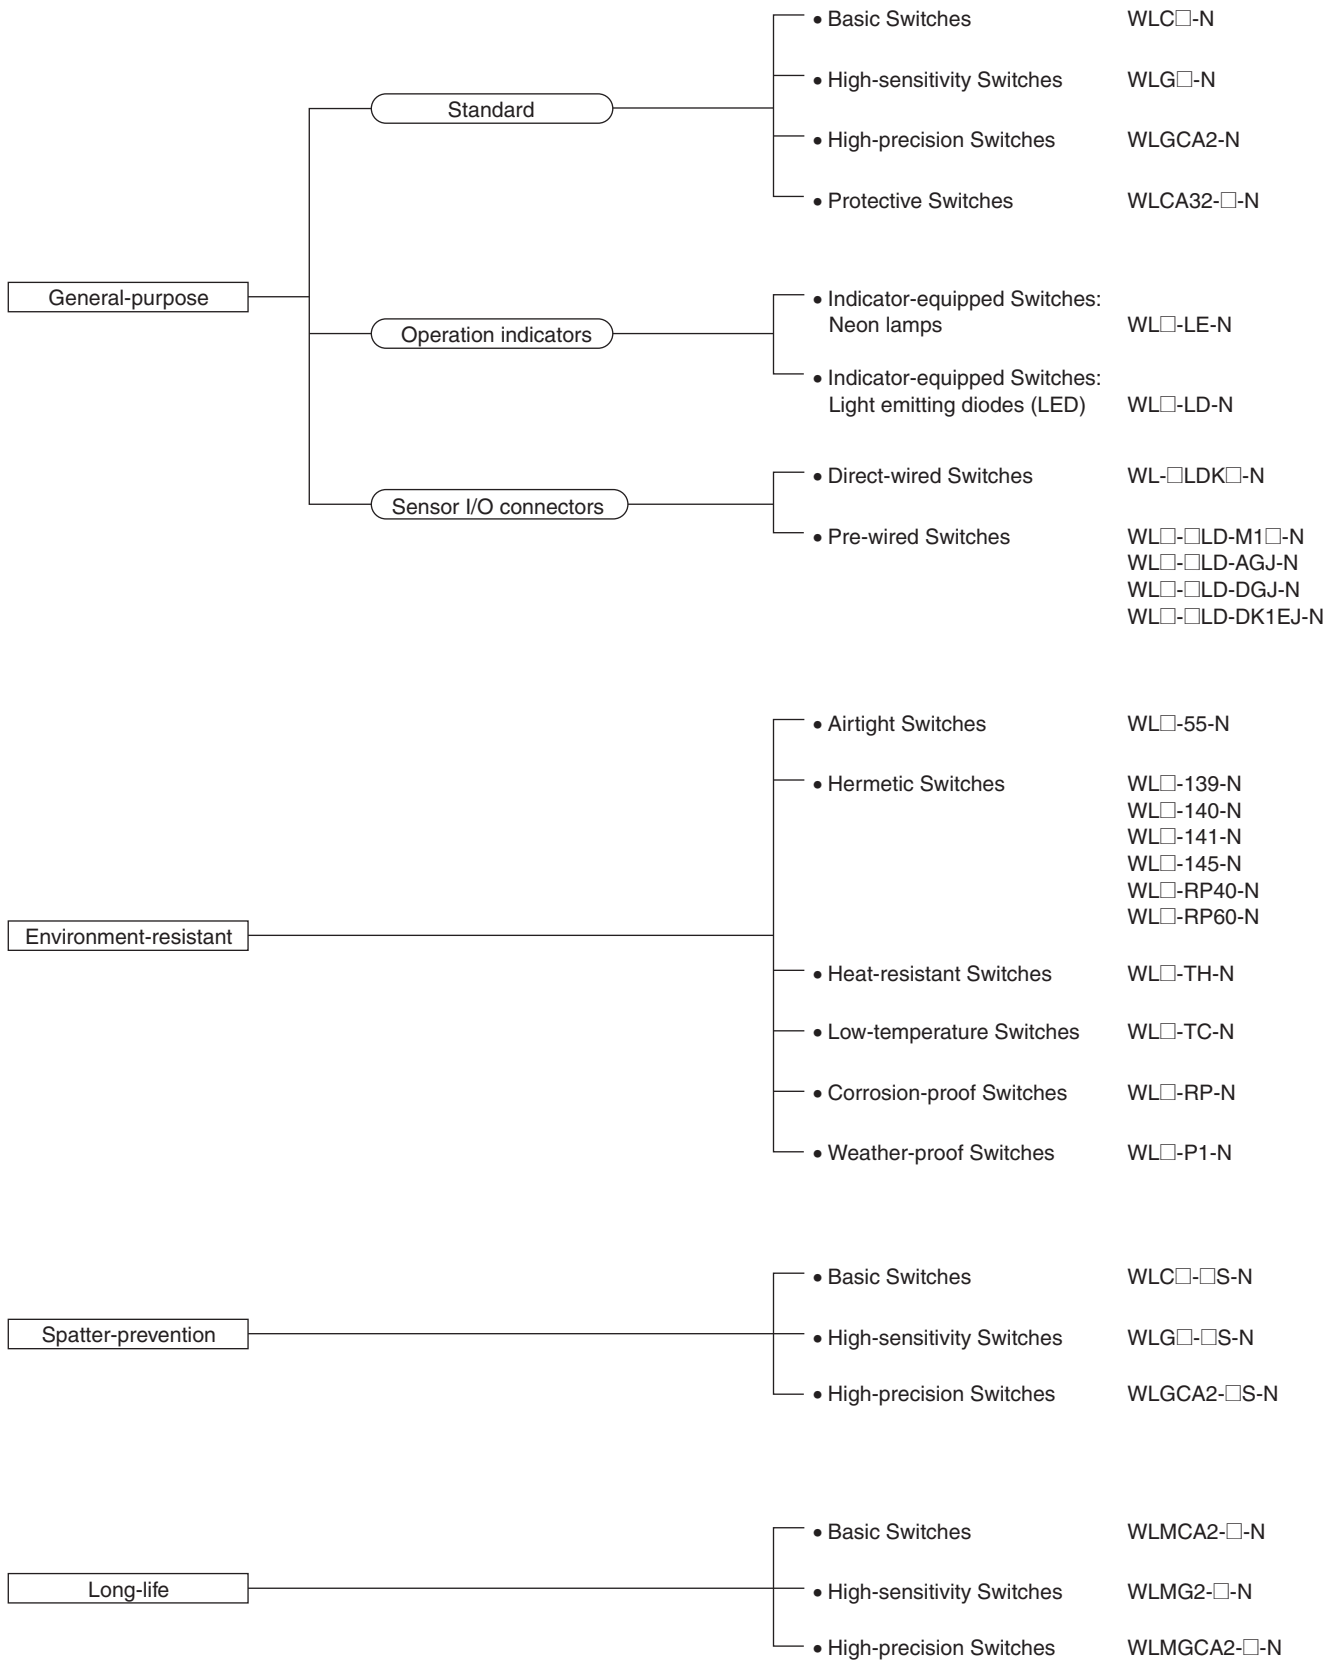 • Basic Switches WLC□-N
• High-sensitivity Switches WLG□-N
Standard
• High-precision Switches WLGCA2-N
• Protective Switches WLCA32-□-N
General-purpose
• Indicator-equipped Switches:
Neon lamps WL□-LE-N
Operation indicators
• Indicator-equipped Switches:
Light emitting diodes (LED) WL□-LD-N
• Direct-wired Switches WL-□LDK□-N
Sensor I/O connectors
• Pre-wired Switches WL□-□LD-M1□-N
WL□-□LD-AGJ-N
WL□-□LD-DGJ-N
WL□-□LD-DK1EJ-N
• Airtight Switches WL□-55-N
• Hermetic Switches WL□-139-N
WL□-140-N
WL□-141-N
WL□-145-N
WL□-RP40-N
WL□-RP60-N
Environment-resistant
• Heat-resistant Switches WL□-TH-N
• Low-temperature Switches WL□-TC-N
• Corrosion-proof Switches WL□-RP-N
• Weather-proof Switches WL□-P1-N
• Basic Switches WLC□-□S-N
Spatter-prevention
• High-sensitivity Switches WLG□-□S-N
• High-precision Switches WLGCA2-□S-N
• Basic Switches WLMCA2-□-N
Long-life
• High-sensitivity Switches WLMG2-□-N
• High-precision Switches WLMGCA2-□-N